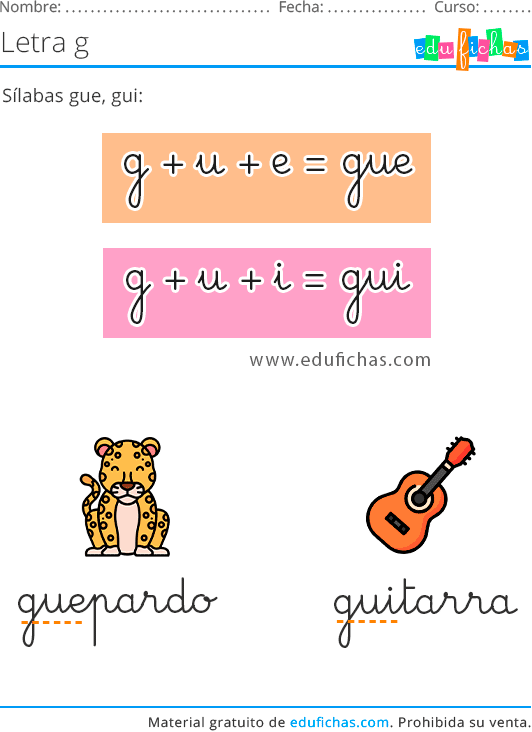 Nombre: ................................. Fecha: ................ Curso: ........
Letra g
edufichas
Sílabas gue, gui:
g + u + e = gue
g + u + i = gui
www.edufichas.com
guepardo
guitarra
Material gratuito de edufichas.com. Prohibida su venta.